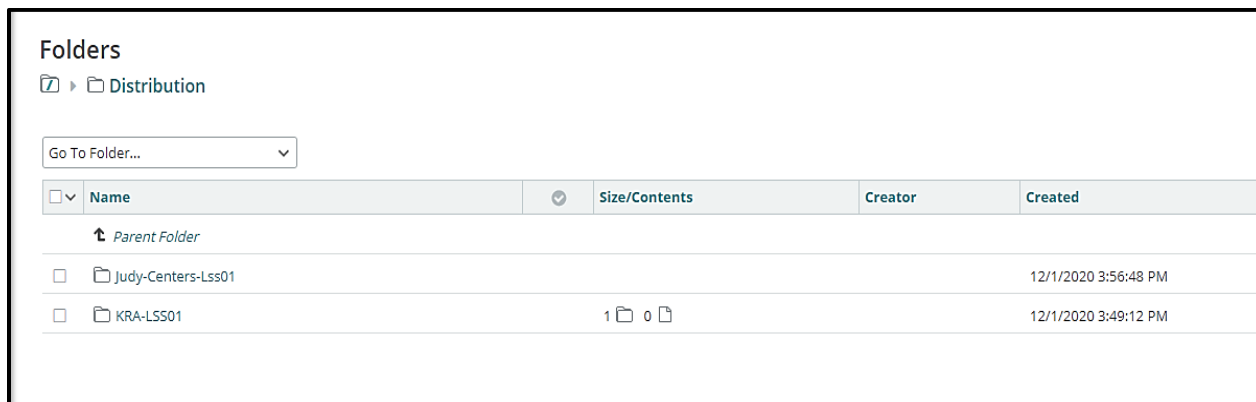 Folders
Distribution
Go To Folder...
Name Size/Contents Creator Created
Parent Folder
Judy-Centers-Lss01 12/1/2020 3:56:48 PM
KRA-LSS01 1 0 12/1/2020 3:49:12 PM